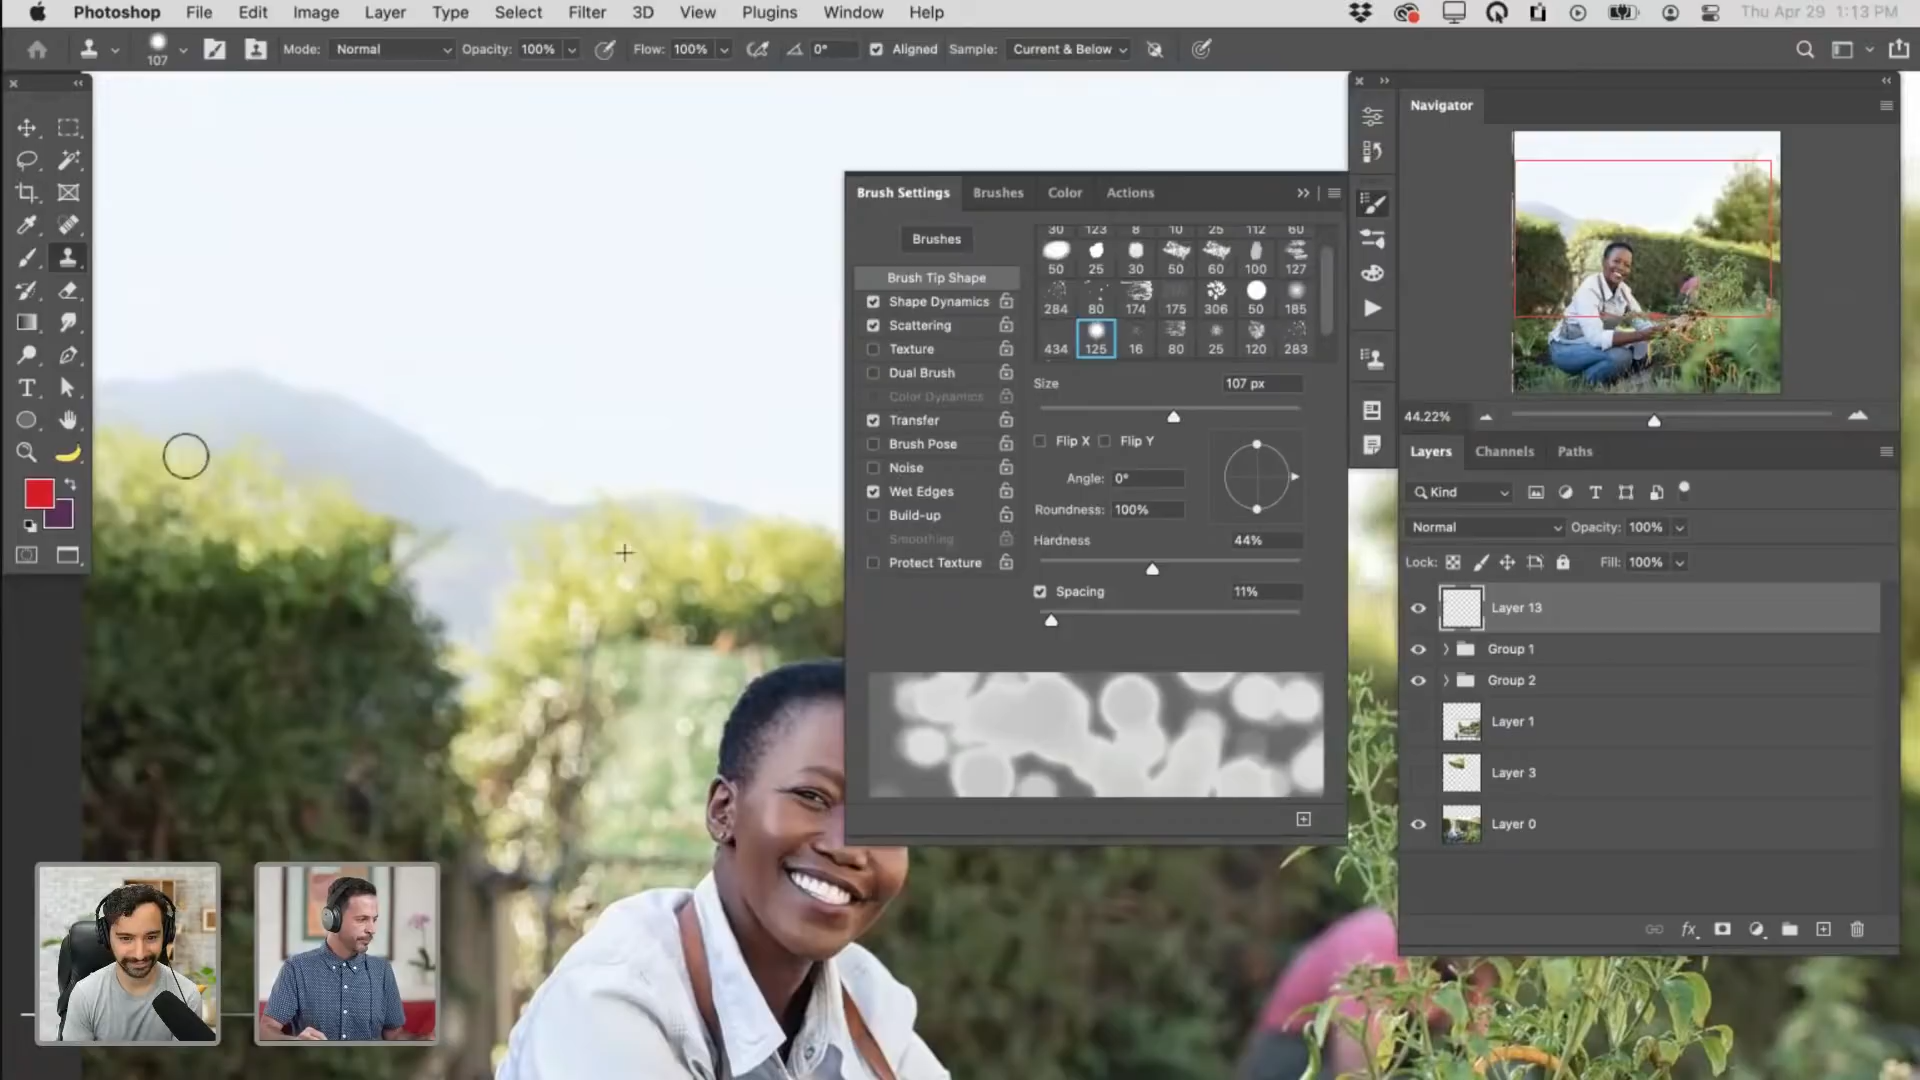 Photoshop File Edit Image Layer Type Select Filter 3D View Plugins Window Help Thu Apr 29 1:13 PM
107 Mode: Normal Opacity: 100% Flow: 100% 0° Aligned Sample: Current & Below
Brush Settings Brushes Color Actions
Brushes
Brush Tip Shape
Shape Dynamics
Scattering
Texture
Dual Brush
Color Dynamics
Transfer
Brush Pose
Noise
Wet Edges
Build-up
Smoothing
Protect Texture
30 123 8 10 25 112 60
50 25 30 50 60 100 127
284 80 174 175 306 50 185
434 125 16 80 25 120 283
Size 107 px
Flip X Flip Y
Angle: 0°
Roundness: 100%
Hardness 44%
Spacing 11%
Navigator
44.22%
Layers Channels Paths
Kind
Normal Opacity: 100%
Lock: Fill: 100%
Layer 13
Group 1
Group 2
Layer 1
Layer 3
Layer 0